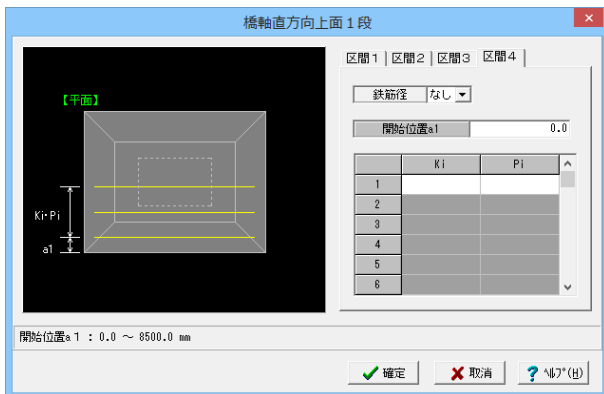 橋軸直方向上面1段
×
区間1 区間2 区間3 区間4
【平面】
鉄筋径 なし
開始位置a1 0.0
Ki Pi
1
2
3
4
5
6
Ki・Pi
a1
開始位置a1 : 0.0 ～ 8500.0 mm
確定 取消 ? ﾍﾙﾌﾟ(H)